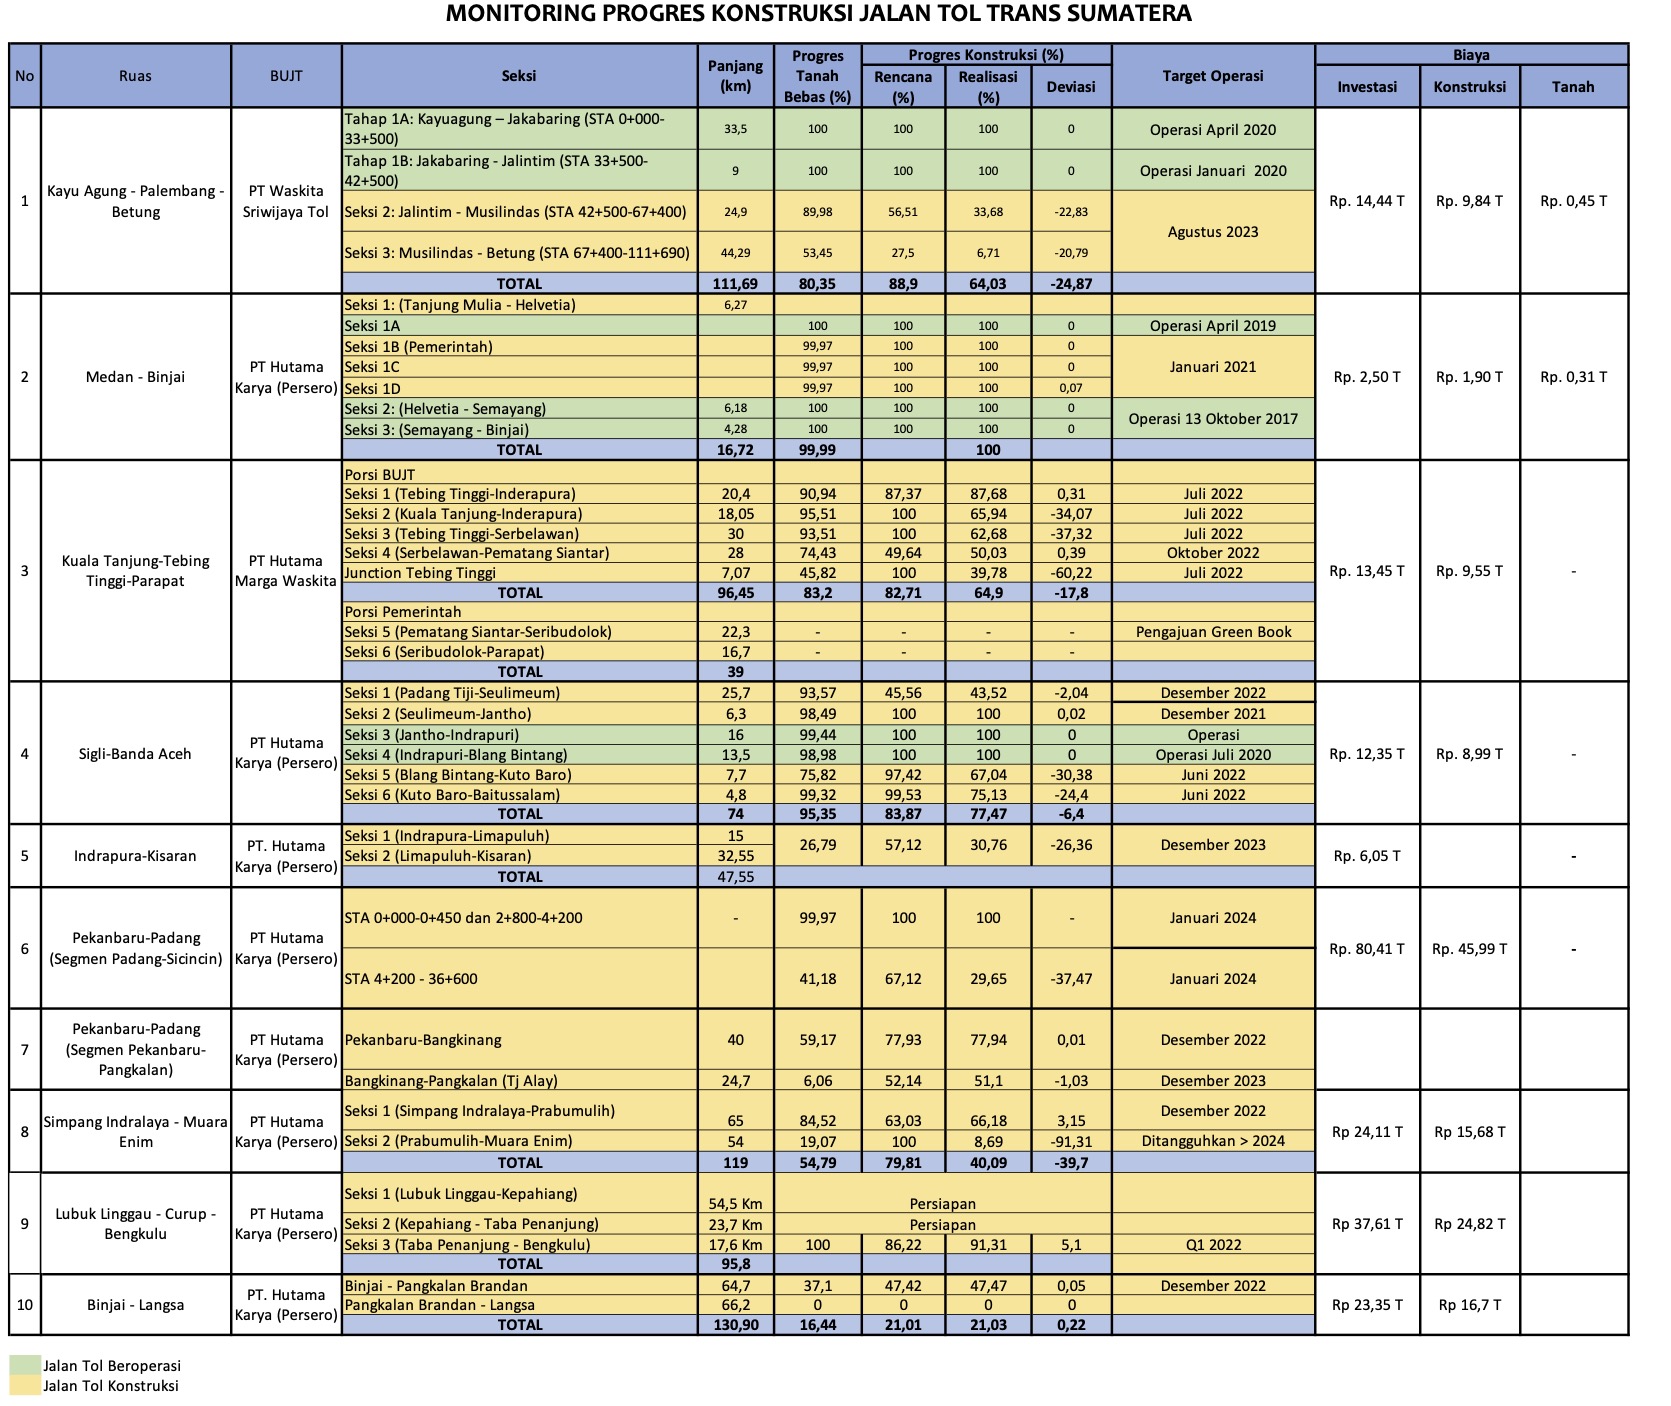 MONITORING PROGRES KONSTRUKSI JALAN TOL TRANS SUMATERA
No Ruas BUJT Seksi Panjang (km) Progres Tanah Bebas (%) Progres Konstruksi (%) Target Operasi Biaya
Rencana (%) Realisasi (%) Deviasi Investasi Konstruksi Tanah
1 Kayu Agung - Palembang - Betung PT Waskita Sriwijaya Tol Rp. 14,44 T Rp. 9,84 T Rp. 0,45 T
Tahap 1A: Kayuagung – Jakabaring (STA 0+000-33+500) 33,5 100 100 100 0 Operasi April 2020
Tahap 1B: Jakabaring - Jalintim (STA 33+500-42+500) 9 100 100 100 0 Operasi Januari 2020
Seksi 2: Jalintim - Musilindas (STA 42+500-67+400) 24,9 89,98 56,51 33,68 -22,83 Agustus 2023
Seksi 3: Musilindas - Betung (STA 67+400-111+690) 44,29 53,45 27,5 6,71 -20,79
TOTAL 111,69 80,35 88,9 64,03 -24,87
2 Medan - Binjai PT Hutama Karya (Persero) Rp. 2,50 T Rp. 1,90 T Rp. 0,31 T
Seksi 1: (Tanjung Mulia - Helvetia) 6,27
Seksi 1A 100 100 100 0 Operasi April 2019
Seksi 1B (Pemerintah) 99,97 100 100 0
Seksi 1C 99,97 100 100 0 Januari 2021
Seksi 1D 99,97 100 100 0,07
Seksi 2: (Helvetia - Semayang) 6,18 100 100 100 0 Operasi 13 Oktober 2017
Seksi 3: (Semayang - Binjai) 4,28 100 100 100 0
TOTAL 16,72 99,99 100
3 Kuala Tanjung-Tebing Tinggi-Parapat PT Hutama Marga Waskita Rp. 13,45 T Rp. 9,55 T -
Porsi BUJT
Seksi 1 (Tebing Tinggi-Inderapura) 20,4 90,94 87,37 87,68 0,31 Juli 2022
Seksi 2 (Kuala Tanjung-Inderapura) 18,05 95,51 100 65,94 -34,07 Juli 2022
Seksi 3 (Tebing Tinggi-Serbelawan) 30 93,51 100 62,68 -37,32 Juli 2022
Seksi 4 (Serbelawan-Pematang Siantar) 28 74,43 49,64 50,03 0,39 Oktober 2022
Junction Tebing Tinggi 7,07 45,82 100 39,78 -60,22 Juli 2022
TOTAL 96,45 83,2 82,71 64,9 -17,8
Porsi Pemerintah
Seksi 5 (Pematang Siantar-Seribudolok) 22,3 - - - - Pengajuan Green Book
Seksi 6 (Seribudolok-Parapat) 16,7 - - - -
TOTAL 39
4 Sigli-Banda Aceh PT Hutama Karya (Persero) Rp. 12,35 T Rp. 8,99 T -
Seksi 1 (Padang Tiji-Seulimeum) 25,7 93,57 45,56 43,52 -2,04 Desember 2022
Seksi 2 (Seulimeum-Jantho) 6,3 98,49 100 100 0,02 Desember 2021
Seksi 3 (Jantho-Indrapuri) 16 99,44 100 100 0 Operasi
Seksi 4 (Indrapuri-Blang Bintang) 13,5 98,98 100 100 0 Operasi Juli 2020
Seksi 5 (Blang Bintang-Kuto Baro) 7,7 75,82 97,42 67,04 -30,38 Juni 2022
Seksi 6 (Kuto Baro-Baitussalam) 4,8 99,32 99,53 75,13 -24,4 Juni 2022
TOTAL 74 95,35 83,87 77,47 -6,4
5 Indrapura-Kisaran PT. Hutama Karya (Persero) Rp. 6,05 T -
Seksi 1 (Indrapura-Limapuluh) 15 26,79 57,12 30,76 -26,36 Desember 2023
Seksi 2 (Limapuluh-Kisaran) 32,55
TOTAL 47,55
6 Pekanbaru-Padang (Segmen Padang-Sicincin) PT Hutama Karya (Persero) Rp. 80,41 T Rp. 45,99 T -
STA 0+000-0+450 dan 2+800-4+200 - 99,97 100 100 - Januari 2024
STA 4+200 - 36+600 41,18 67,12 29,65 -37,47 Januari 2024
7 Pekanbaru-Padang (Segmen Pekanbaru-Pangkalan) PT Hutama Karya (Persero)
Pekanbaru-Bangkinang 40 59,17 77,93 77,94 0,01 Desember 2022
Bangkinang-Pangkalan (Tj Alay) 24,7 6,06 52,14 51,1 -1,03 Desember 2023
8 Simpang Indralaya - Muara Enim PT Hutama Karya (Persero) Rp 24,11 T Rp 15,68 T
Seksi 1 (Simpang Indralaya-Prabumulih) 65 84,52 63,03 66,18 3,15 Desember 2022
Seksi 2 (Prabumulih-Muara Enim) 54 19,07 100 8,69 -91,31 Ditangguhkan > 2024
TOTAL 119 54,79 79,81 40,09 -39,7
9 Lubuk Linggau - Curup - Bengkulu PT Hutama Karya (Persero) Rp 37,61 T Rp 24,82 T
Seksi 1 (Lubuk Linggau-Kepahiang) 54,5 Km Persiapan
Seksi 2 (Kepahiang - Taba Penanjung) 23,7 Km Persiapan
Seksi 3 (Taba Penanjung - Bengkulu) 17,6 Km 100 86,22 91,31 5,1 Q1 2022
TOTAL 95,8
10 Binjai - Langsa PT. Hutama Karya (Persero) Rp 23,35 T Rp 16,7 T
Binjai - Pangkalan Brandan 64,7 37,1 47,42 47,47 0,05 Desember 2022
Pangkalan Brandan - Langsa 66,2 0 0 0 0
TOTAL 130,90 16,44 21,01 21,03 0,22
Jalan Tol Beroperasi
Jalan Tol Konstruksi